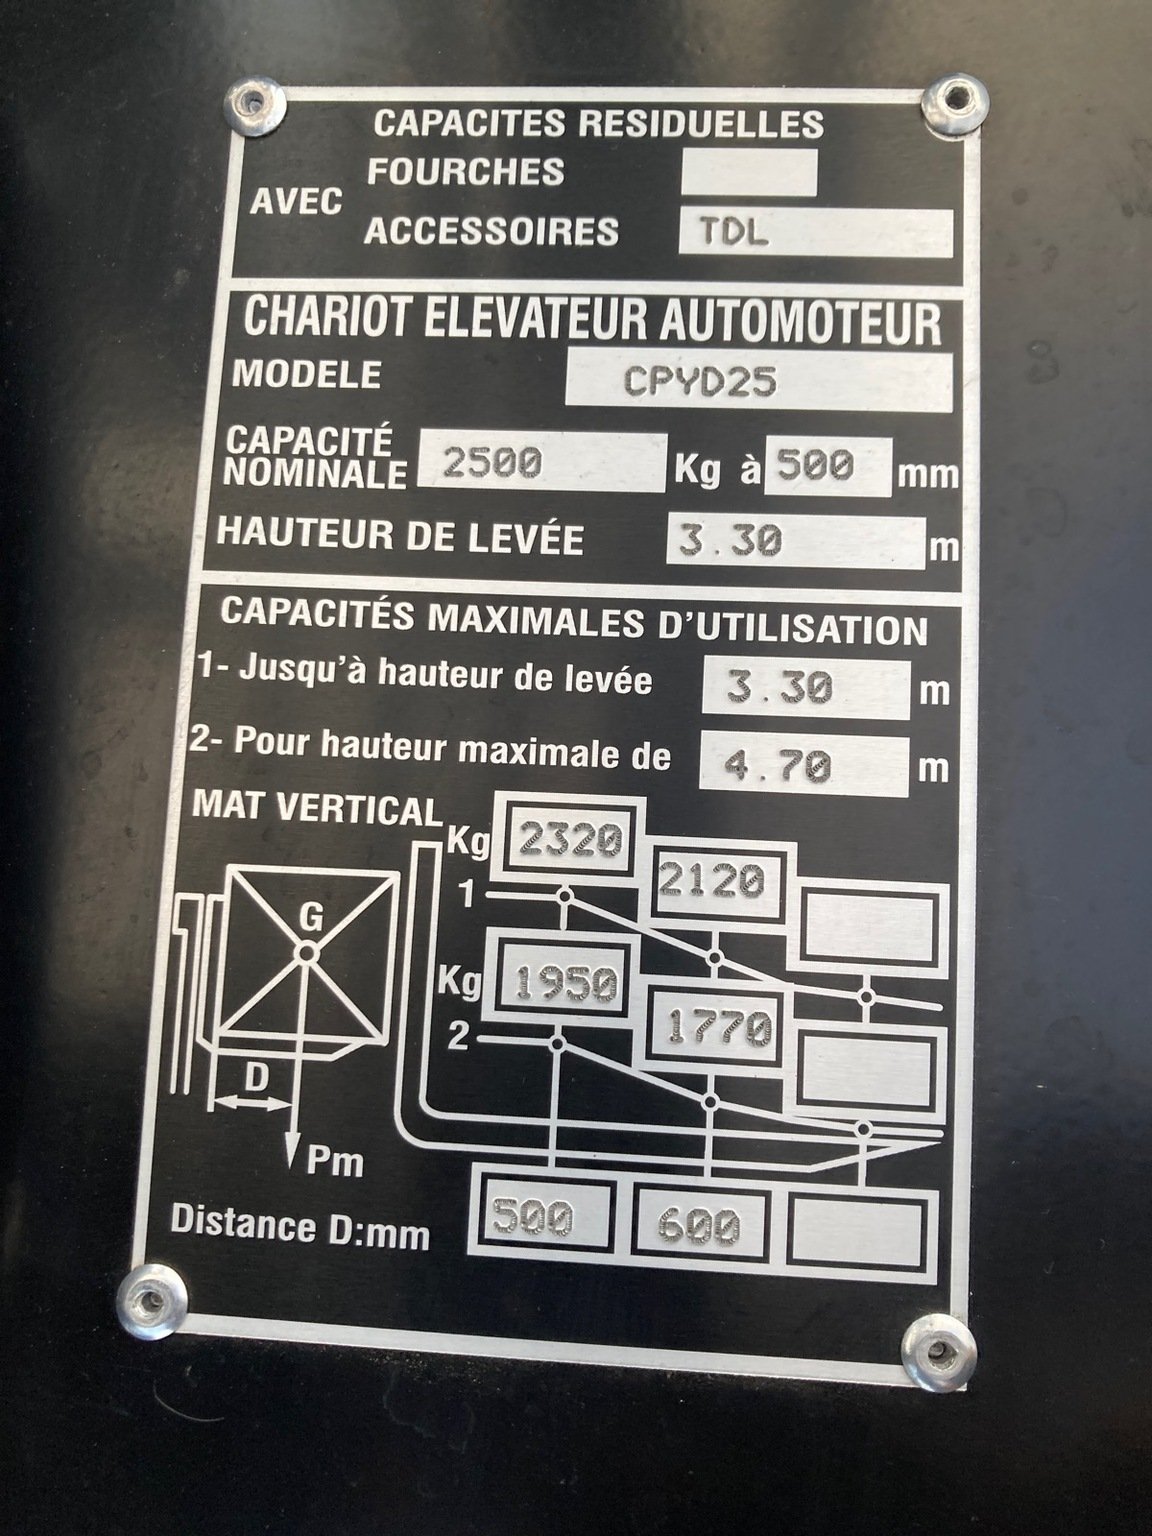 CAPACITES RESIDUELLES
AVEC
FOURCHES
ACCESSOIRES TDL
CHARIOT ELEVATEUR AUTOMOTEUR
MODELE CPYD25
CAPACITÉ
NOMINALE 2500 Kg à 500 mm
HAUTEUR DE LEVÉE 3.30 m
CAPACITÉS MAXIMALES D'UTILISATION
1- Jusqu'à hauteur de levée 3.30 m
2- Pour hauteur maximale de 4.70 m
MAT VERTICAL
Kg 2320 2120
1
G
Kg 1950 1770
2
D
Pm
Distance D:mm 500 600